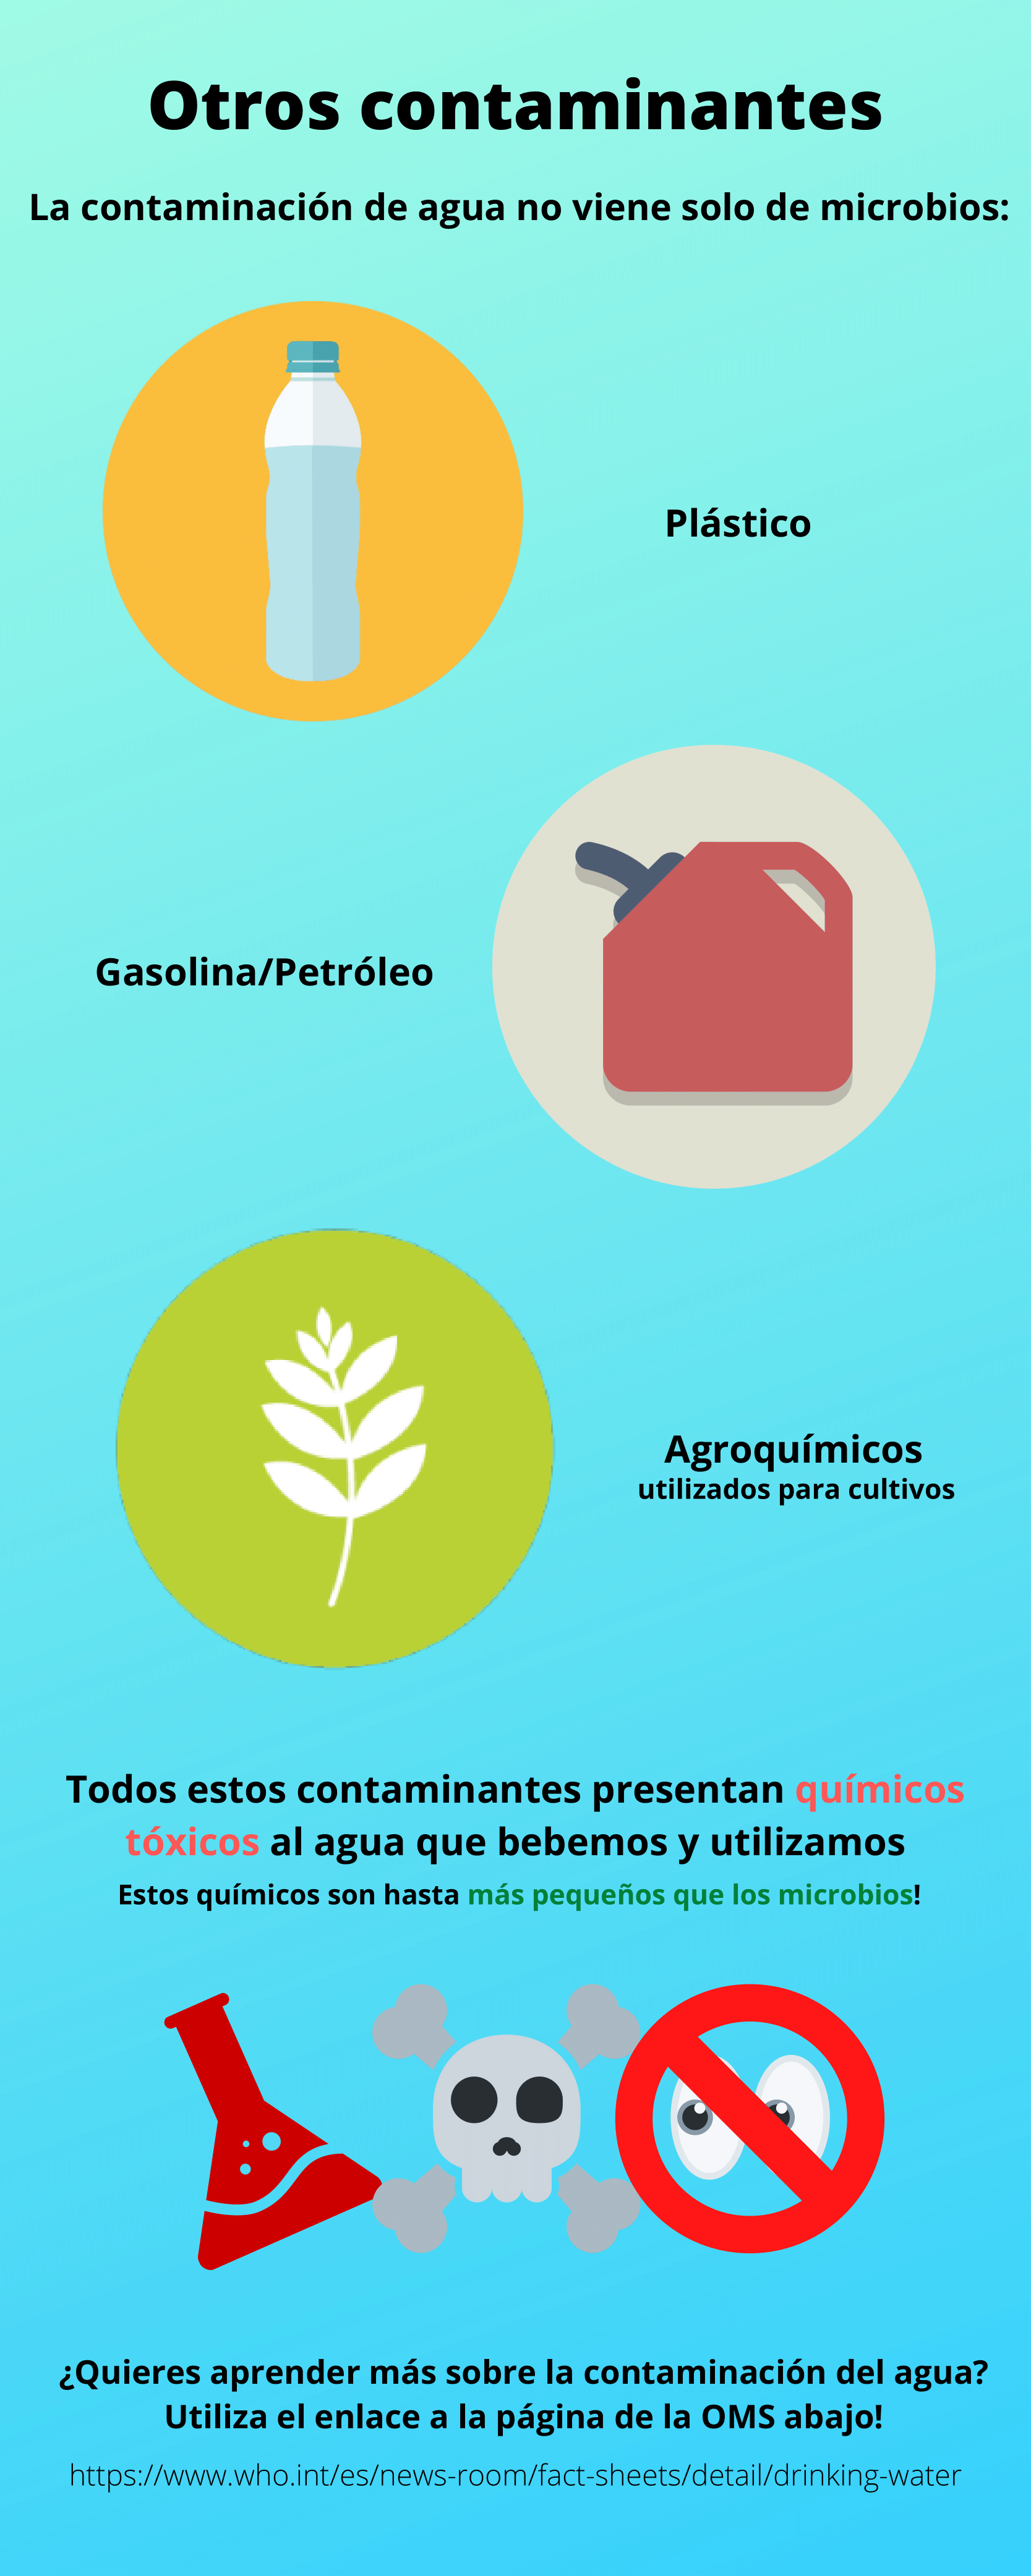 Otros contaminantes
La contaminación de agua no viene solo de microbios:
Plástico
Gasolina/Petróleo
Agroquímicos
utilizados para cultivos
Todos estos contaminantes presentan químicos
tóxicos al agua que bebemos y utilizamos
Estos químicos son hasta más pequeños que los microbios!
¿Quieres aprender más sobre la contaminación del agua?
Utiliza el enlace a la página de la OMS abajo!
https://www.who.int/es/news-room/fact-sheets/detail/drinking-water